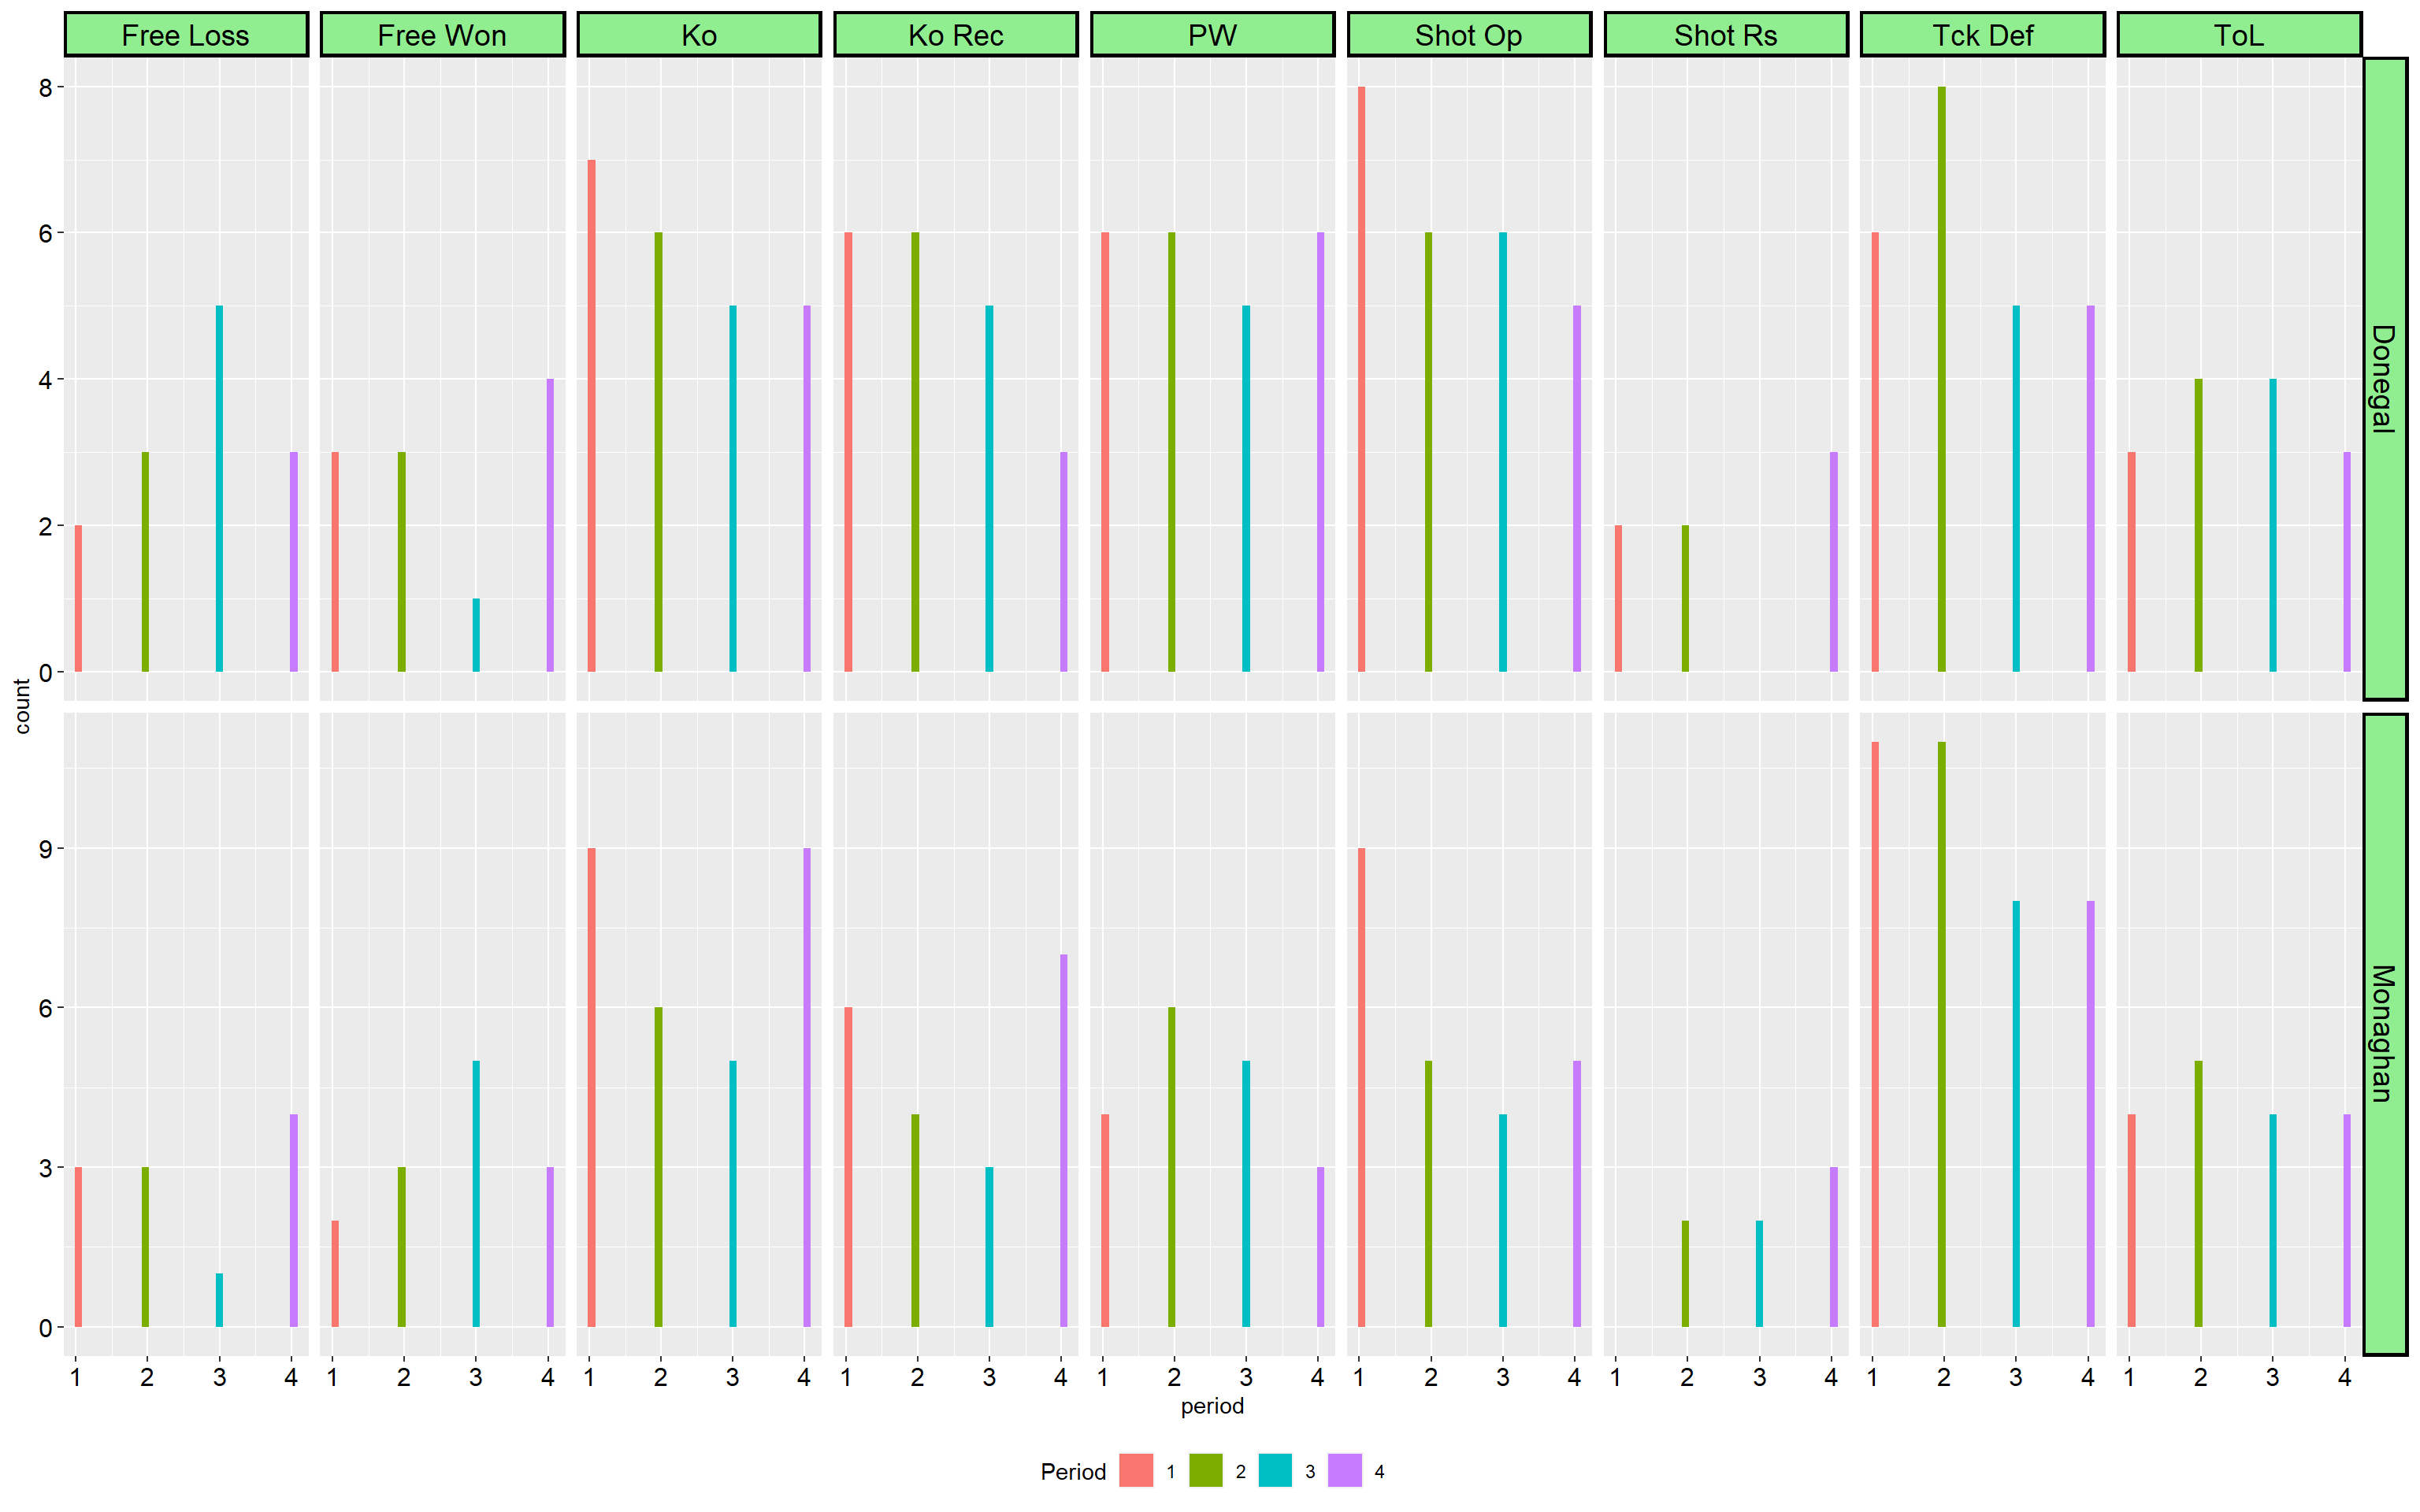 Free Loss Free Won Ko Ko Rec PW Shot Op Shot Rs Tck Def ToL
8
6
4
2
0
Donegal
count
9
6
3
0
Monaghan
1 2 3 4 1 2 3 4 1 2 3 4 1 2 3 4 1 2 3 4 1 2 3 4 1 2 3 4 1 2 3 4 1 2 3 4
period
Period 1 2 3 4